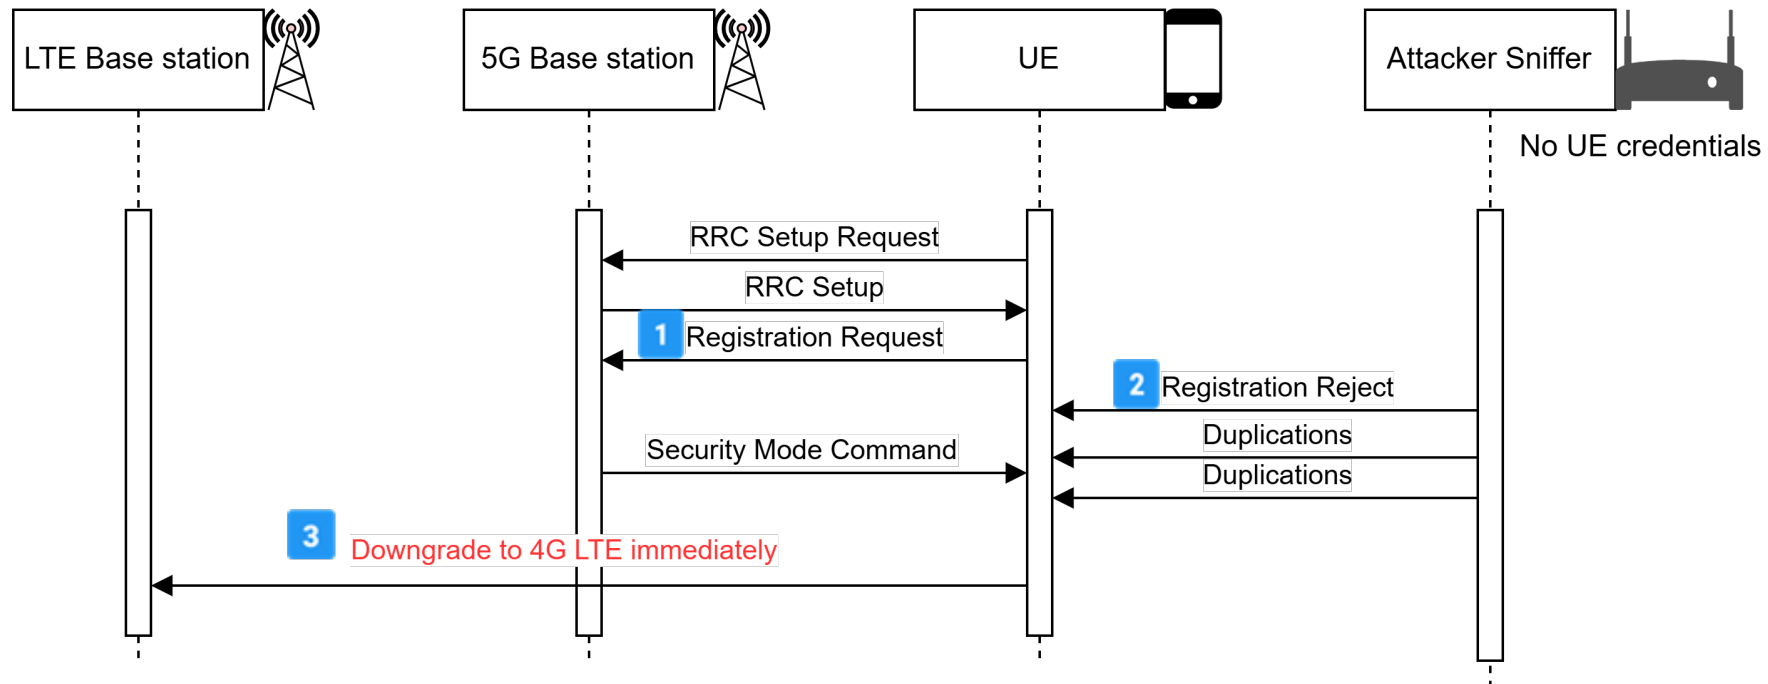 LTE Base station
5G Base station
UE
Attacker Sniffer
No UE credentials
RRC Setup Request
RRC Setup
1 Registration Request
2 Registration Reject
Duplications
Security Mode Command
Duplications
3 Downgrade to 4G LTE immediately